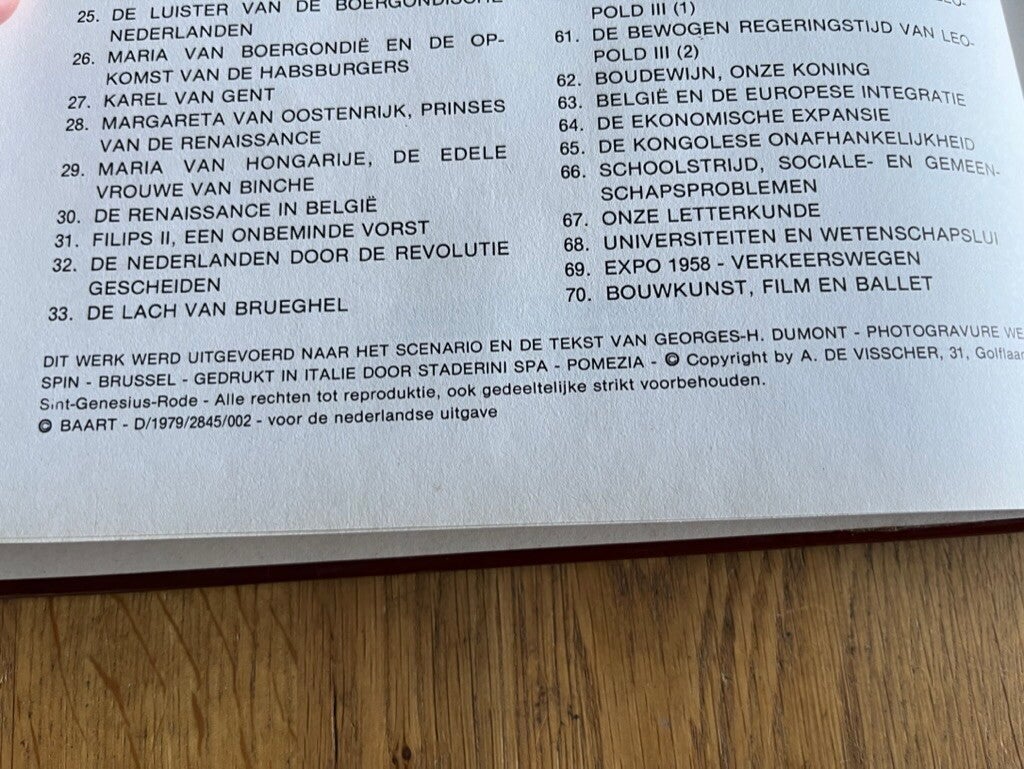 25. DE LUISTER VAN DE BOERGONDISCHE
NEDERLANDEN
26. MARIA VAN BOERGONDIË EN DE OP-
KOMST VAN DE HABSBURGERS
27. KAREL VAN GENT
28. MARGARETA VAN OOSTENRIJK, PRINSES
VAN DE RENAISSANCE
29. MARIA VAN HONGARIJE, DE EDELE
VROUWE VAN BINCHE
30. DE RENAISSANCE IN BELGIË
31. FILIPS II, EEN ONBEMINDE VORST
32. DE NEDERLANDEN DOOR DE REVOLUTIE
GESCHEIDEN
33. DE LACH VAN BRUEGHEL
POLD III (1)
61. DE BEWOGEN REGERINGSTIJD VAN LEO-
POLD III (2)
62. BOUDEWIJN, ONZE KONING
63. BELGIË EN DE EUROPESE INTEGRATIE
64. DE EKONOMISCHE EXPANSIE
65. DE KONGOLESE ONAFHANKELIJKHEID
66. SCHOOLSTRIJD, SOCIALE- EN GEMEEN-
SCHAPSPROBLEMEN
67. ONZE LETTERKUNDE
68. UNIVERSITEITEN EN WETENSCHAPSLUI
69. EXPO 1958 - VERKEERSWEGEN
70. BOUWKUNST, FILM EN BALLET
DIT WERK WERD UITGEVOERD NAAR HET SCENARIO EN DE TEKST VAN GEORGES-H. DUMONT - PHOTOGRAVURE WE
SPIN - BRUSSEL - GEDRUKT IN ITALIE DOOR STADERINI SPA - POMEZIA - © Copyright by A. DE VISSCHER, 31, Golflaan
Sint-Genesius-Rode - Alle rechten tot reproduktie, ook gedeeltelijke strikt voorbehouden.
© BAART - D/1979/2845/002 - voor de nederlandse uitgave